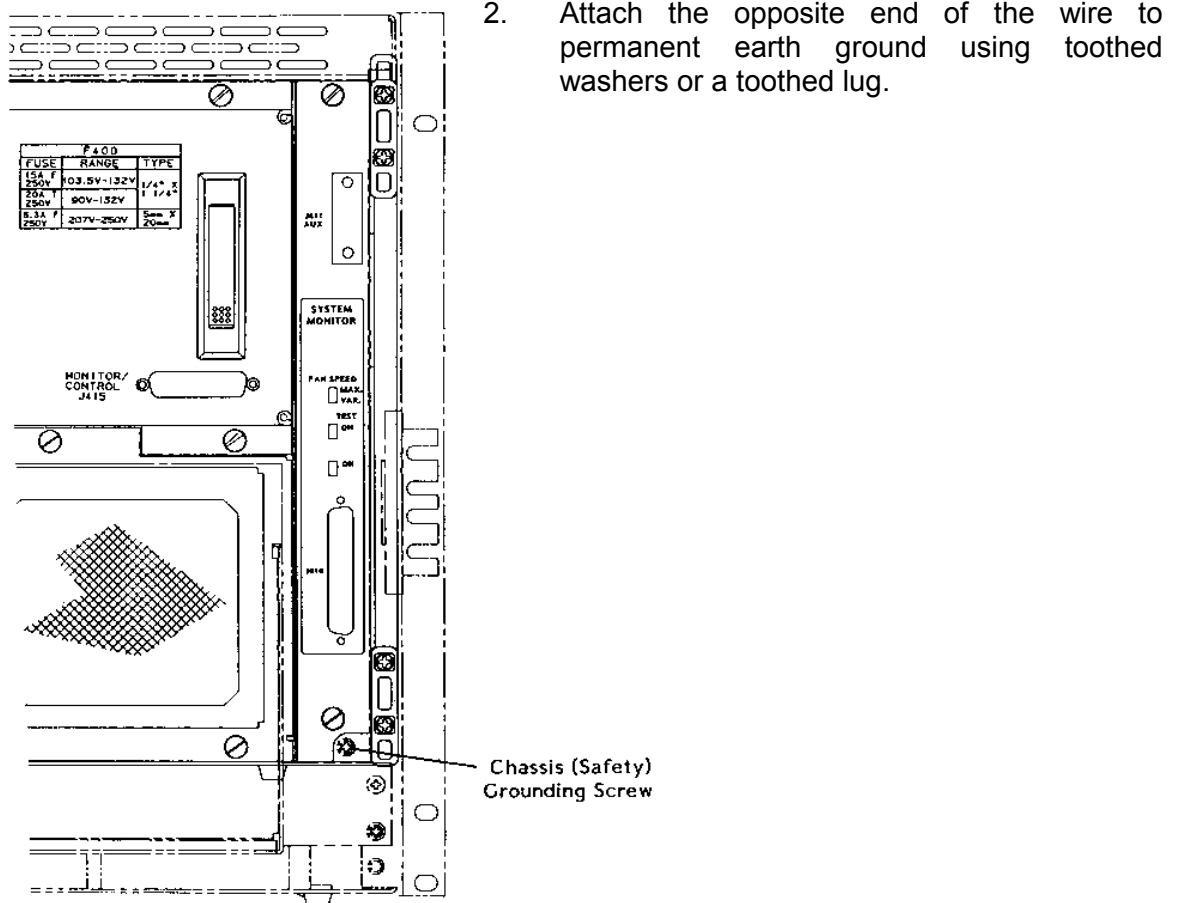 2. Attach the opposite end of the wire to
permanent earth ground using toothed
washers or a toothed lug.
F400
FUSE RANGE TYPE
15A F
250V
103.5V-132V
1/4" X
1 1/4"
20A T
250V
90V-132V
6.3A F
250V
207V-250V
5mm X
20mm
AUX
SYSTEM
MONITOR
MONITOR/
CONTROL
J415
FAN SPEED
MAX.
VAR.
TEST
ON
ON
Chassis (Safety)
Grounding Screw